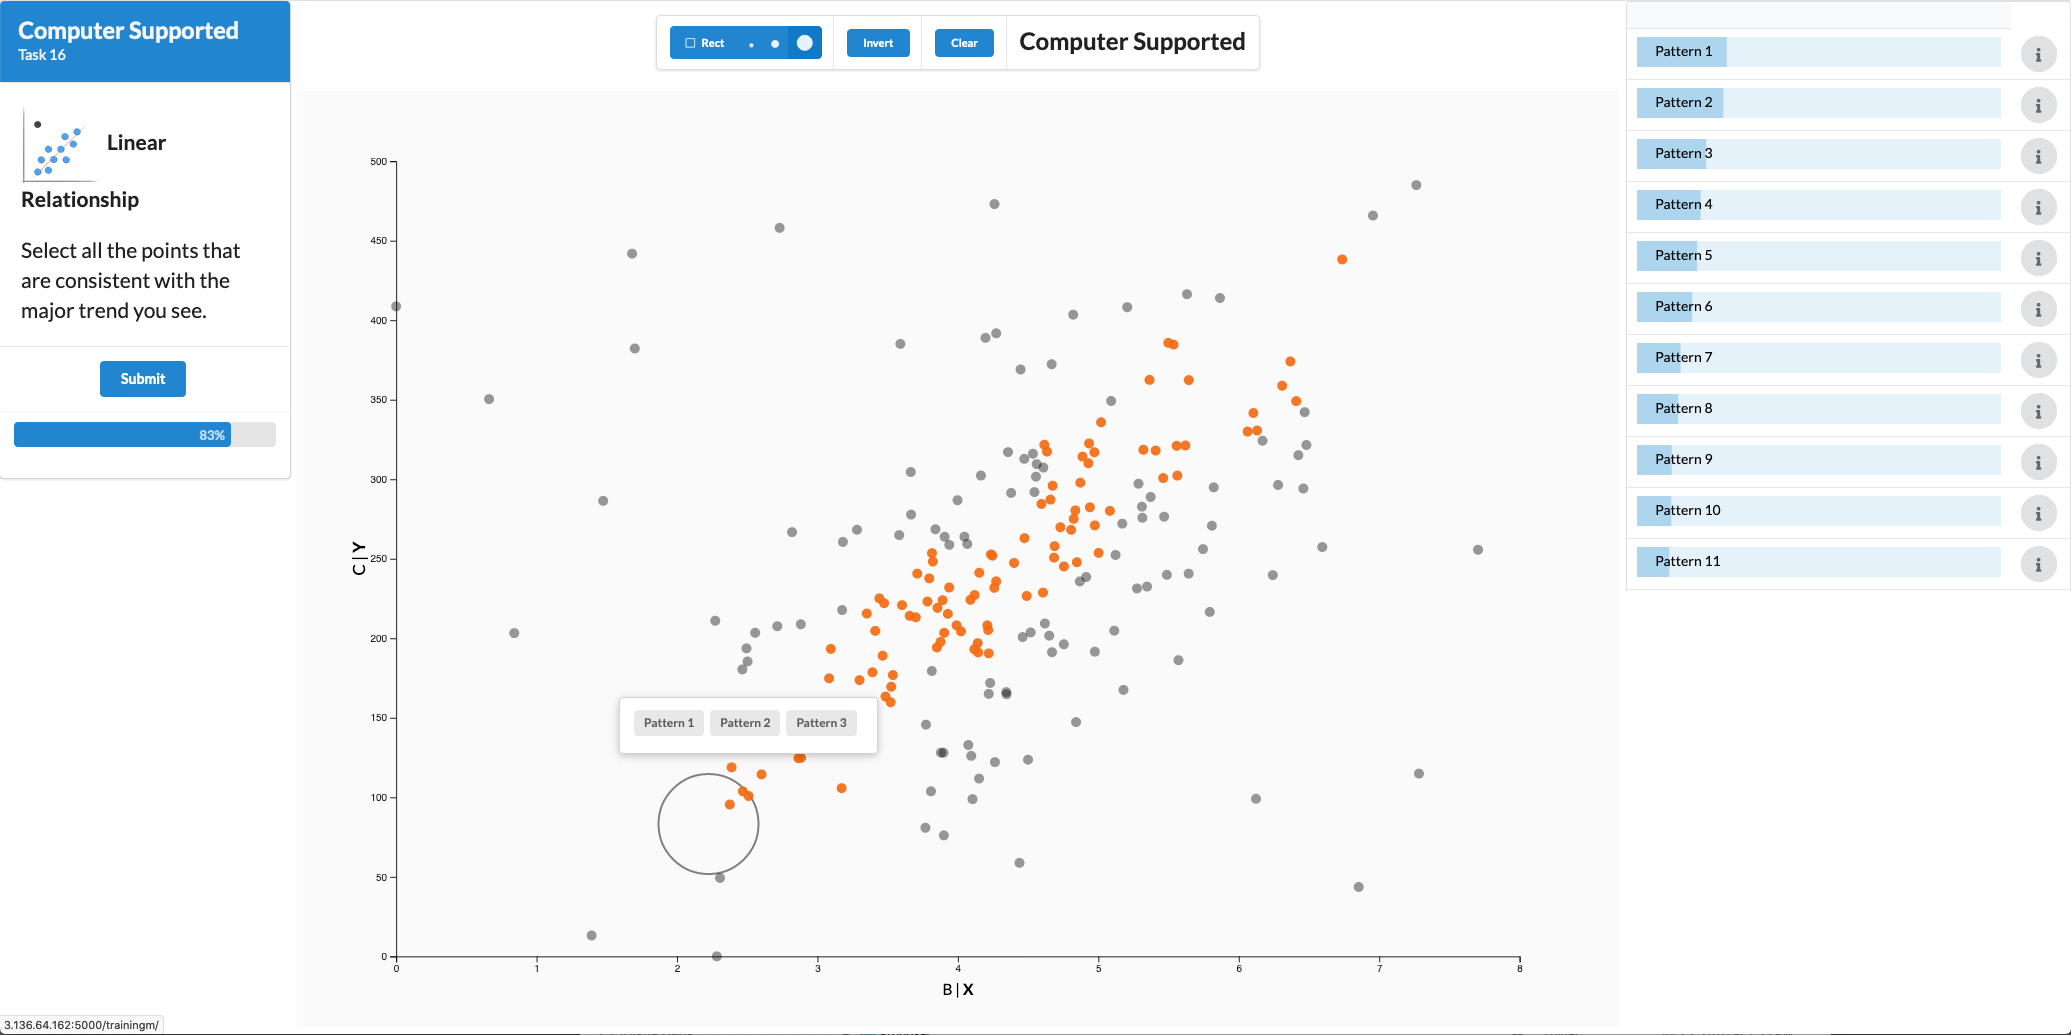 Computer Supported
Task 16
Linear
Relationship
Select all the points that
are consistent with the
major trend you see.
Submit
83%
Rect
Invert
Clear
Computer Supported
500
450
400
350
300
250
200
150
100
50
0
C|Y
0 1 2 3 4 5 6 7 8
B|X
Pattern 1 Pattern 2 Pattern 3
Pattern 1
Pattern 2
Pattern 3
Pattern 4
Pattern 5
Pattern 6
Pattern 7
Pattern 8
Pattern 9
Pattern 10
Pattern 11
3.136.64.162:5000/trainingm/